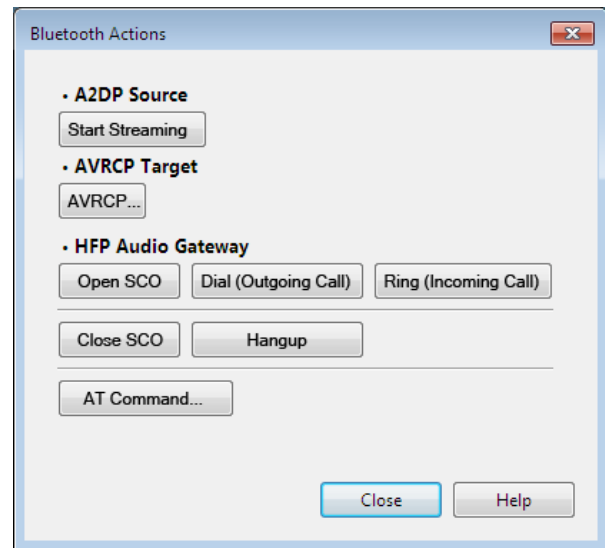 Bluetooth Actions
• A2DP Source
Start Streaming
• AVRCP Target
AVRCP...
• HFP Audio Gateway
Open SCO Dial (Outgoing Call) Ring (Incoming Call)
Close SCO Hangup
AT Command...
Close Help